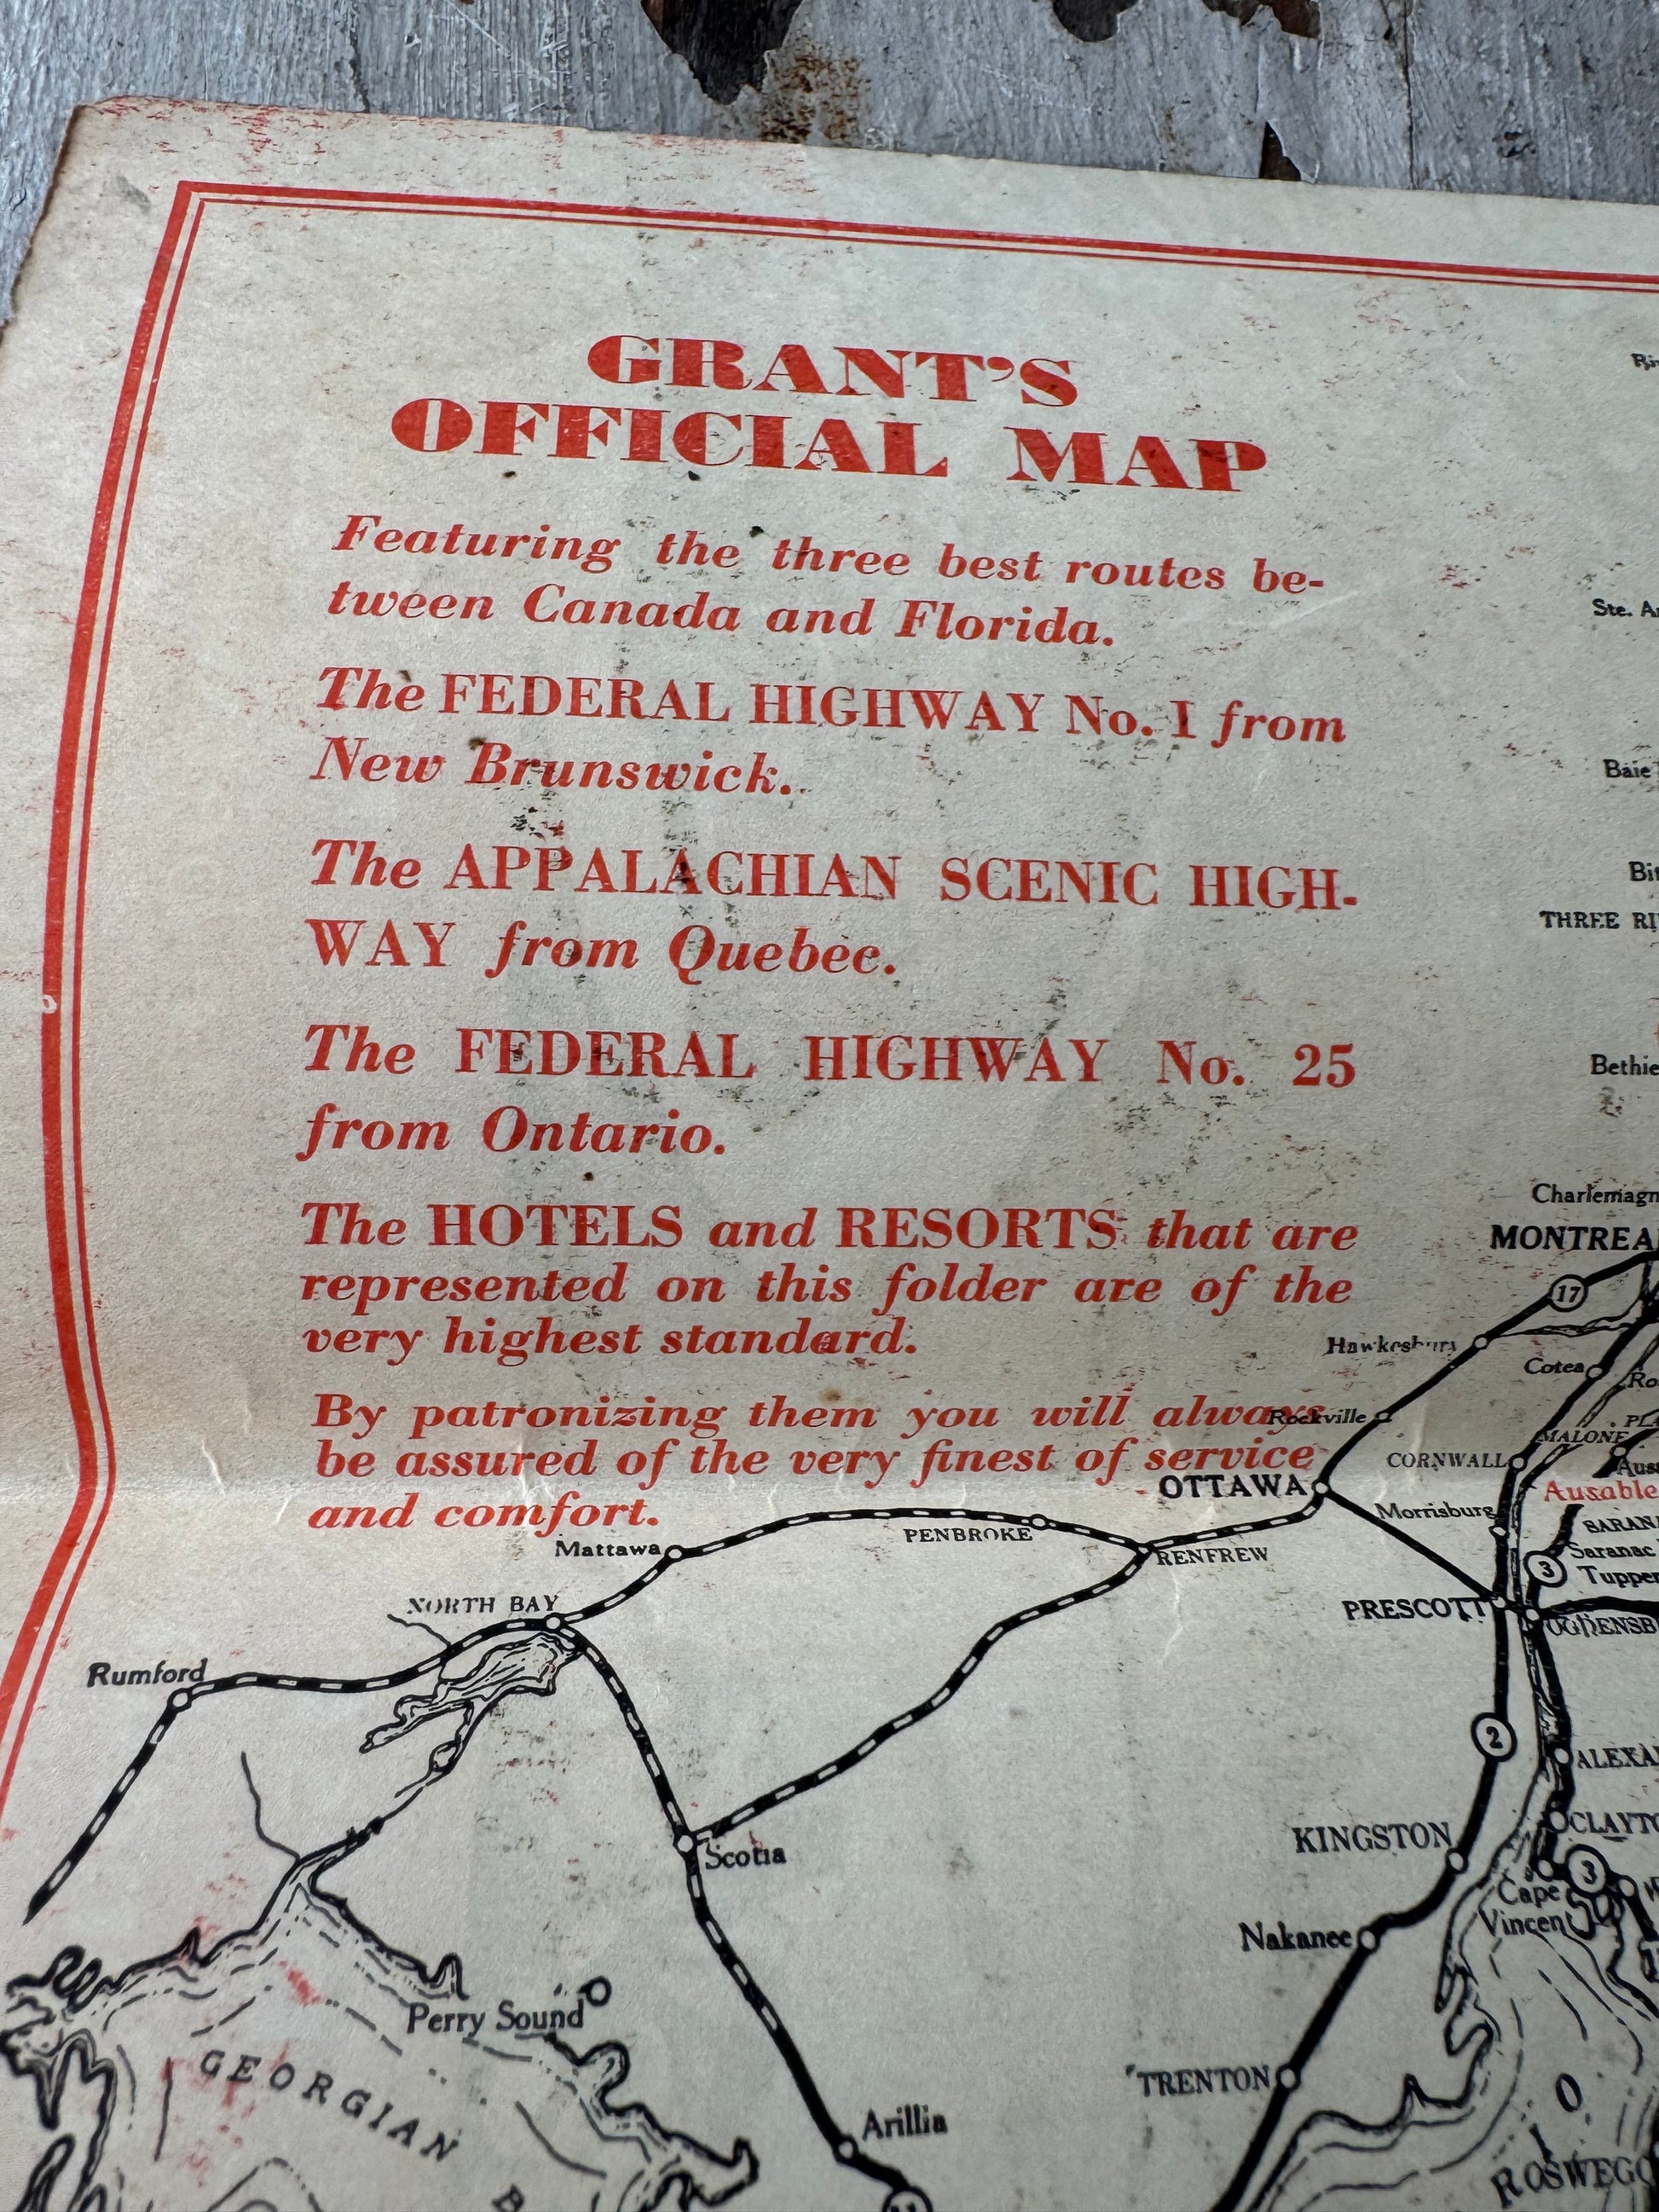 GRANT'S
OFFICIAL MAP
Featuring the three best routes be-
tween Canada and Florida.
The FEDERAL HIGHWAY No. 1 from
New Brunswick.
The APPALACHIAN SCENIC HIGH-
WAY from Quebec.
The FEDERAL HIGHWAY No. 25
from Ontario.
The HOTELS and RESORTS that are
represented on this folder are of the
very highest standard.
By patronizing them you will always
be assured of the very finest of service
and comfort.
Ste.
Baie
THREE
Bethie
Charlemagn
MONTREA
17
Hawkesbury
Cotea
Rockville
MALONE
CORNWALL
OTTAWA
Ausable
Morrisburg
PENBROKE
Mattawa
RENFREW
SARANA
Saranac
Tupper
3
NORTH BAY
PRESCOTT
OGHENSB
Rumford
2
ALEXA
CLAYTO
KINGSTON
Scotia
3
Cape
Vincent
Nakanee
Perry Sound
GEORGIAN
TRENTON
Arillia
O
ROSWEGO